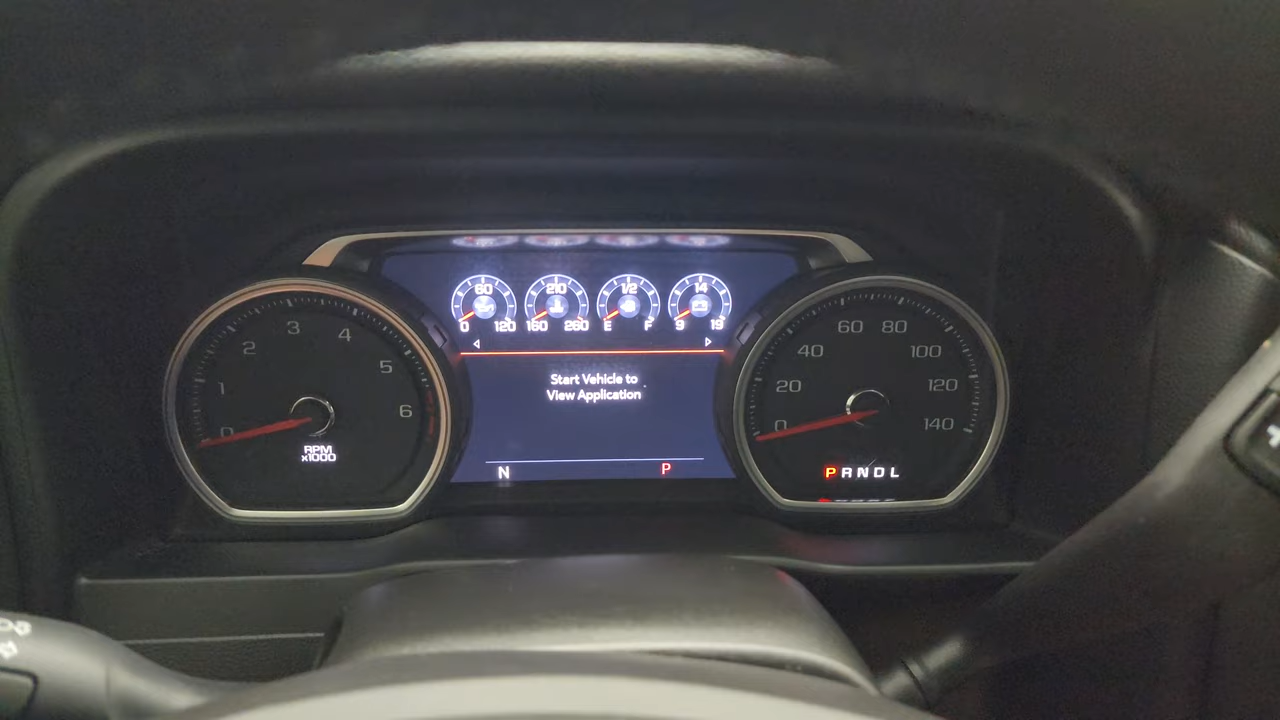 60 210 1/2 14
0 120 160 260 E F 9 19
Start Vehicle to
View Application
N P
0 1 2 3 4 5 6
RPM
x1000
0 20 40 60 80 100 120 140
PRNDL